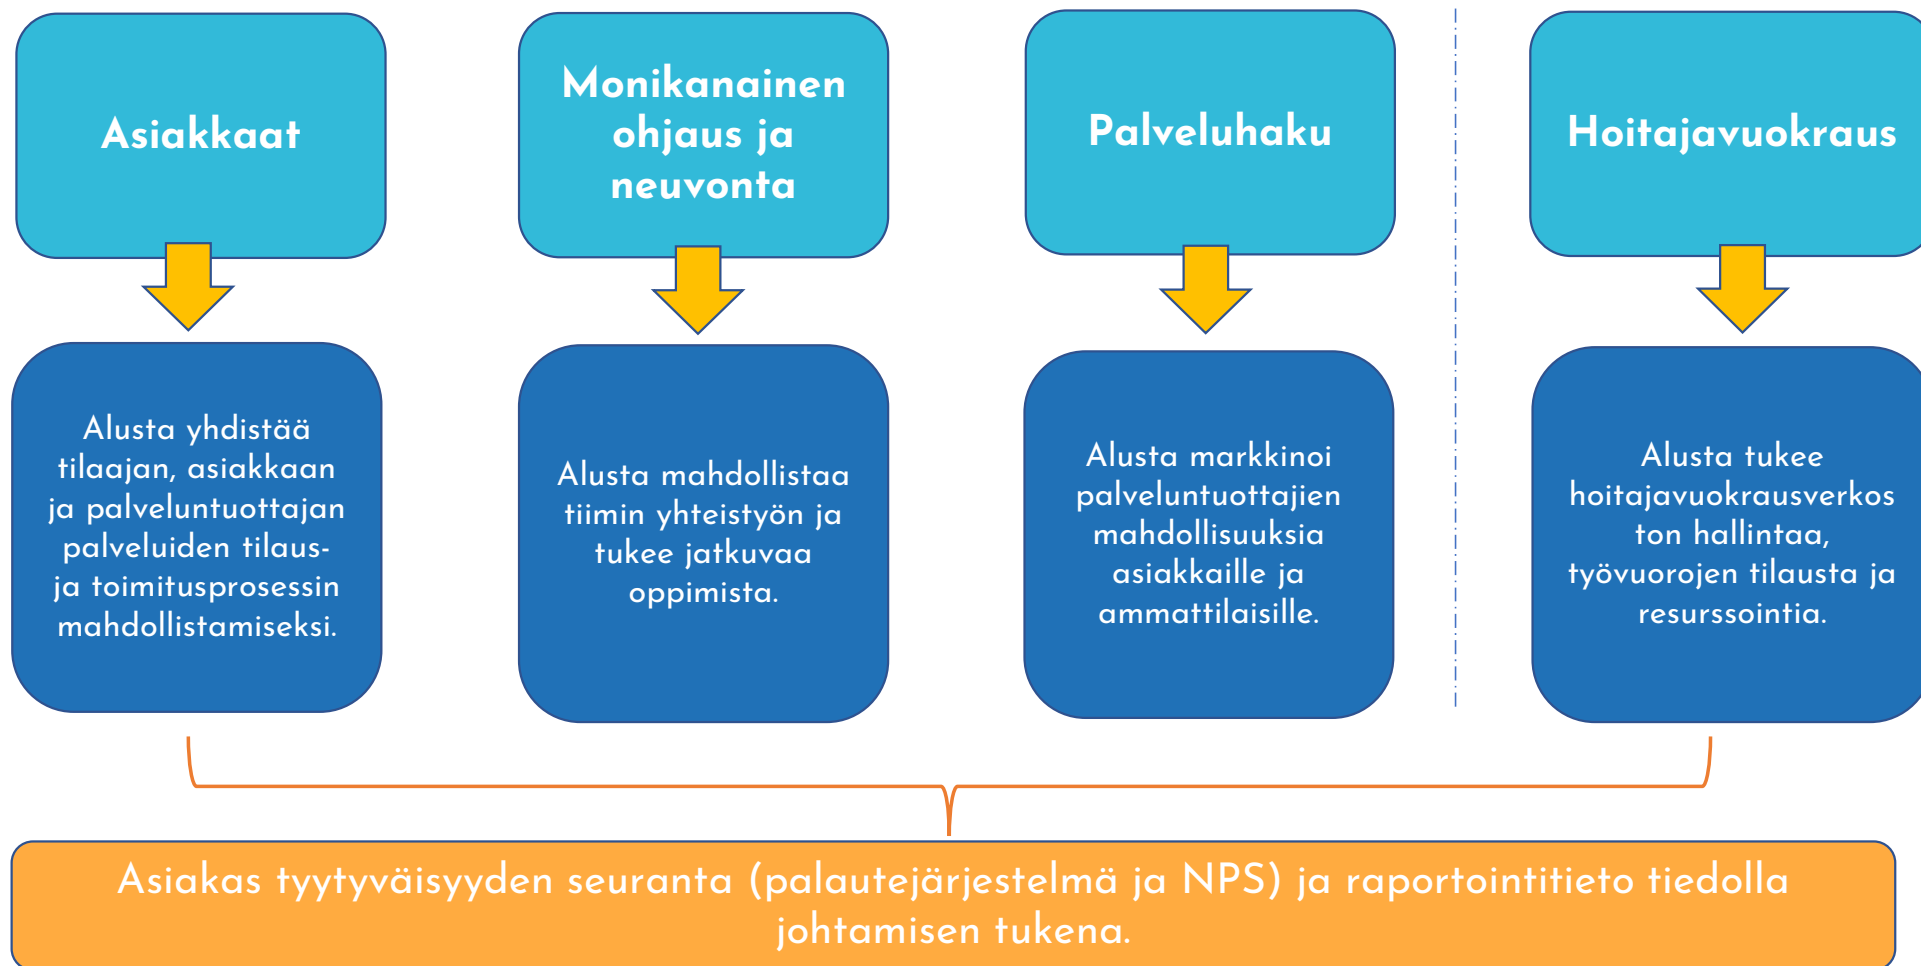 Asiakkaat
Monikanainen
ohjaus ja
neuvonta
Palveluhaku
Hoitajavuokraus
Alusta yhdistää
tilaajan, asiakkaan
ja palveluntuottajan
palveluiden tilaus-
ja toimitusprosessin
mahdollistamiseksi.
Alusta mahdollistaa
tiimin yhteistyön ja
tukee jatkuvaa
oppimista.
Alusta markkinoi
palveluntuottajien
mahdollisuuksia
asiakkaille ja
ammattilaisille.
Alusta tukee
hoitajavuokrausverkos
ton hallintaa,
työvuorojen tilausta ja
resurssointia.
Asiakas tyytyväisyyden seuranta (palautejärjestelmä ja NPS) ja raportointitieto tiedolla
johtamisen tukena.